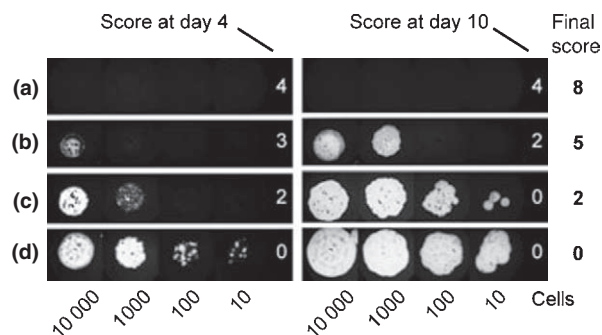 Score at day 4 Score at day 10 Final score
(a) 4 4 8
(b) 3 2 5
(c) 2 0 2
(d) 0 0 0
10 000 1000 100 10 10 000 1000 100 10 Cells